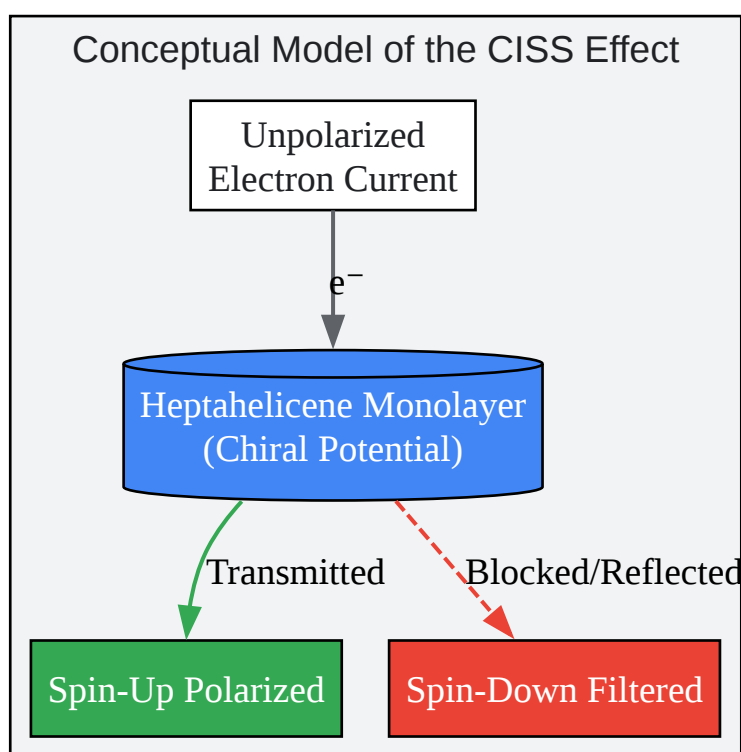 Conceptual Model of the CISS Effect
Unpolarized
Electron Current
e⁻
Heptahelicene Monolayer
(Chiral Potential)
Transmitted
Blocked/Reflected
Spin-Up Polarized
Spin-Down Filtered